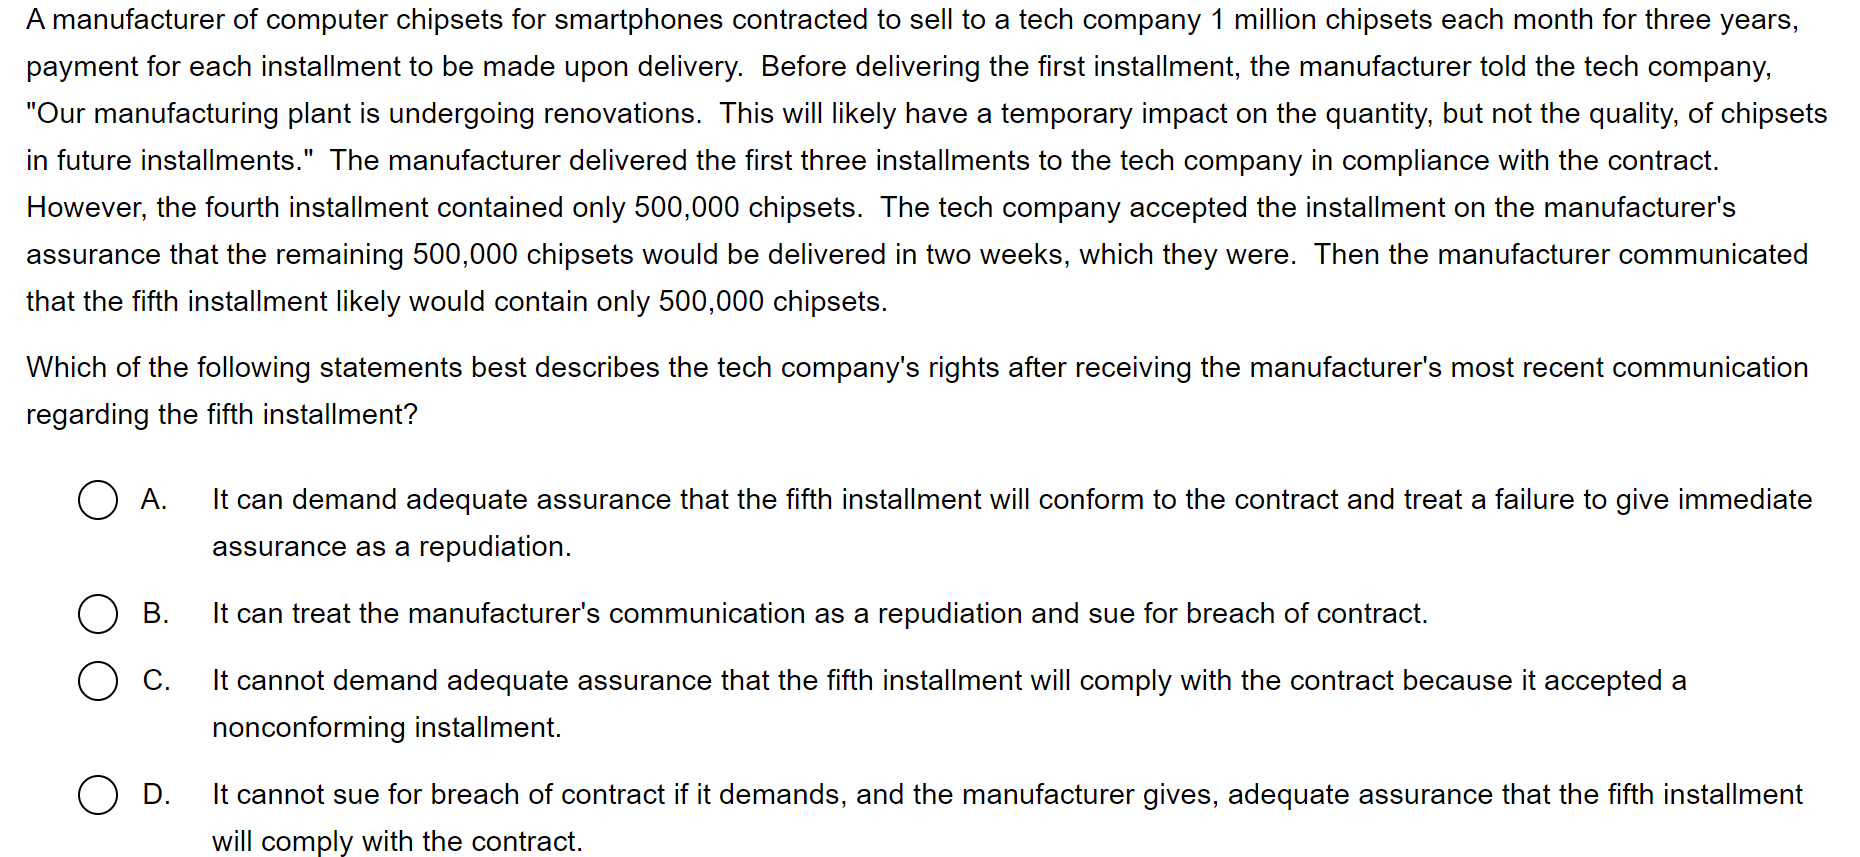 A manufacturer of computer chipsets for smartphones contracted to sell to a tech company 1 million chipsets each month for three years,
payment for each installment to be made upon delivery.  Before delivering the first installment, the manufacturer told the tech company,
"Our manufacturing plant is undergoing renovations.  This will likely have a temporary impact on the quantity, but not the quality, of chipsets
in future installments."  The manufacturer delivered the first three installments to the tech company in compliance with the contract.
However, the fourth installment contained only 500,000 chipsets.  The tech company accepted the installment on the manufacturer's
assurance that the remaining 500,000 chipsets would be delivered in two weeks, which they were.  Then the manufacturer communicated
that the fifth installment likely would contain only 500,000 chipsets.
Which of the following statements best describes the tech company's rights after receiving the manufacturer's most recent communication
regarding the fifth installment?
A. It can demand adequate assurance that the fifth installment will conform to the contract and treat a failure to give immediate
assurance as a repudiation.
B. It can treat the manufacturer's communication as a repudiation and sue for breach of contract.
C. It cannot demand adequate assurance that the fifth installment will comply with the contract because it accepted a
nonconforming installment.
D. It cannot sue for breach of contract if it demands, and the manufacturer gives, adequate assurance that the fifth installment
will comply with the contract.